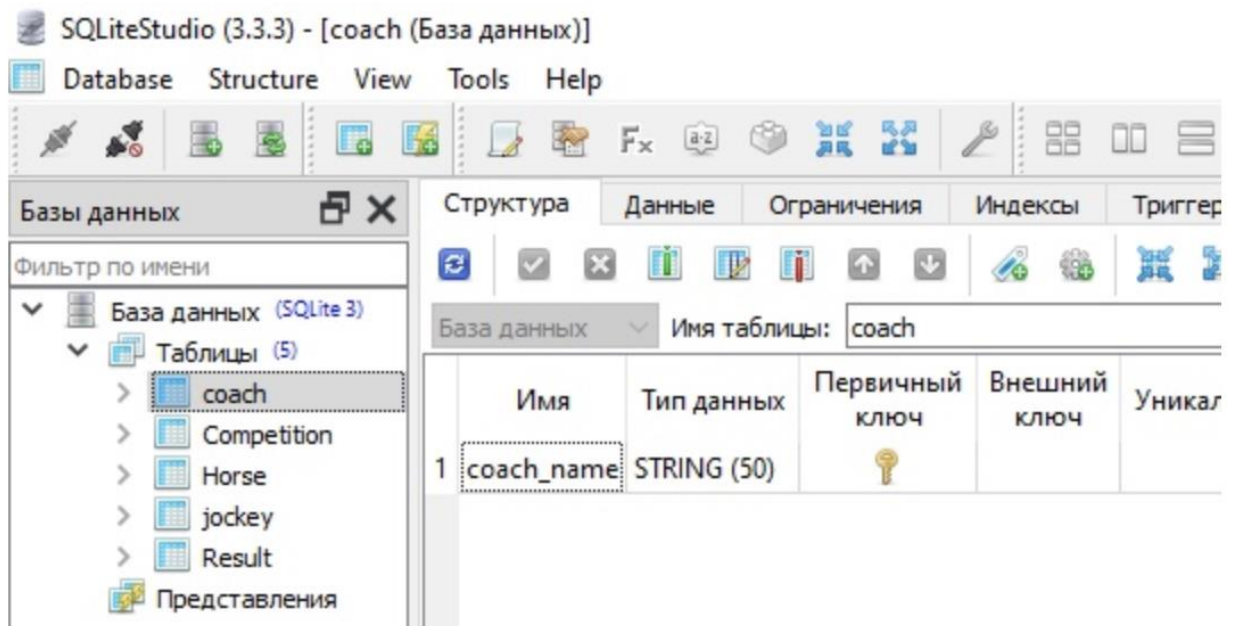 SQLiteStudio (3.3.3) - [coach (База данных)]
Database Structure View Tools Help
Базы данных
Фильтр по имени
База данных (SQLite 3)
Таблицы (5)
coach
Competition
Horse
jockey
Result
Представления
Структура Данные Ограничения Индексы Триггер
База данных Имя таблицы: coach
Имя Тип данных Первичный ключ Внешний ключ Уникал
1 coach_name STRING (50)